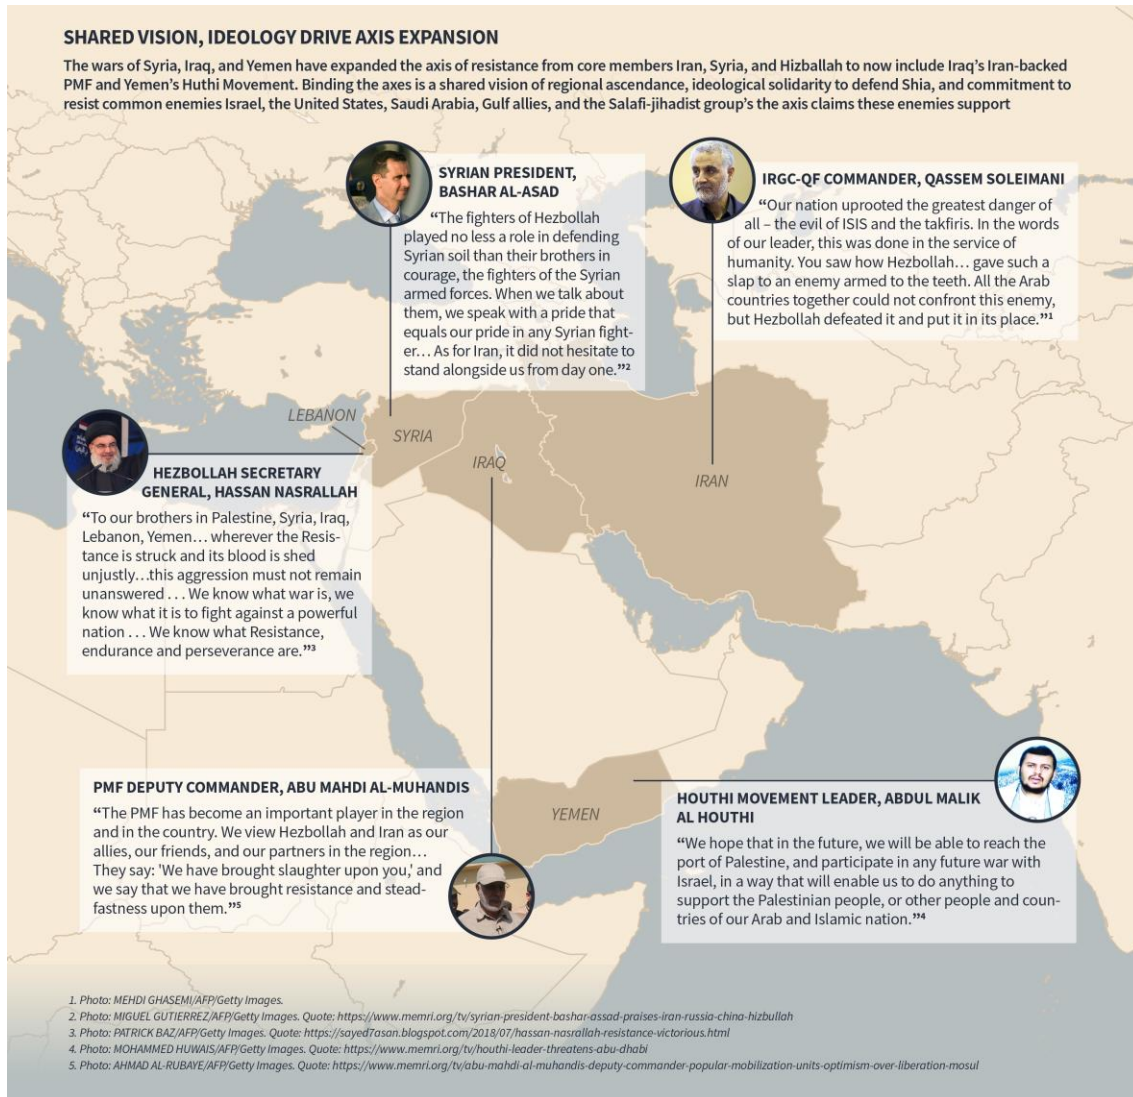 SHARED VISION, IDEOLOGY DRIVE AXIS EXPANSION
The wars of Syria, Iraq, and Yemen have expanded the axis of resistance from core members Iran, Syria, and Hizballah to now include Iraq's Iran-backed
PMF and Yemen's Huthi Movement. Binding the axes is a shared vision of regional ascendance, ideological solidarity to defend Shia, and commitment to
resist common enemies Israel, the United States, Saudi Arabia, Gulf allies, and the Salafi-jihadist group's the axis claims these enemies support
SYRIAN PRESIDENT,
BASHAR AL-ASAD
“The fighters of Hezbollah
played no less a role in defending
Syrian soil than their brothers in
courage, the fighters of the Syrian
armed forces. When we talk about
them, we speak with a pride that
equals our pride in any Syrian fight-
er… As for Iran, it did not hesitate to
stand alongside us from day one.”2
IRGC-QF COMMANDER, QASSEM SOLEIMANI
“Our nation uprooted the greatest danger of
all – the evil of ISIS and the takfiris. In the words
of our leader, this was done in the service of
humanity. You saw how Hezbollah… gave such a
slap to an enemy armed to the teeth. All the Arab
countries together could not confront this enemy,
but Hezbollah defeated it and put it in its place.”1
LEBANON
SYRIA
IRAQ
IRAN
HEZBOLLAH SECRETARY
GENERAL, HASSAN NASRALLAH
“To our brothers in Palestine, Syria, Iraq,
Lebanon, Yemen… wherever the Resis-
tance is struck and its blood is shed
unjustly…this aggression must not remain
unanswered . . . We know what war is, we
know what it is to fight against a powerful
nation . . . We know what Resistance,
endurance and perseverance are.”3
PMF DEPUTY COMMANDER, ABU MAHDI AL-MUHANDIS
“The PMF has become an important player in the region
and in the country. We view Hezbollah and Iran as our
allies, our friends, and our partners in the region…
They say: 'We have brought slaughter upon you,' and
we say that we have brought resistance and stead-
fastness upon them.”5
YEMEN
HOUTHI MOVEMENT LEADER, ABDUL MALIK
AL HOUTHI
“We hope that in the future, we will be able to reach the
port of Palestine, and participate in any future war with
Israel, in a way that will enable us to do anything to
support the Palestinian people, or other people and coun-
tries of our Arab and Islamic nation.”4
1. Photo: MEHDI GHASEMI/AFP/Getty Images.
2. Photo: MIGUEL GUTIERREZ/AFP/Getty Images. Quote: https://www.memri.org/tv/syrian-president-bashar-assad-praises-iran-russia-china-hizbullah
3. Photo: PATRICK BAZ/AFP/Getty Images. Quote: https://sayed7asan.blogspot.com/2018/07/hassan-nasrallah-resistance-victorious.html
4. Photo: MOHAMMED HUWAIS/AFP/Getty Images. Quote: https://www.memri.org/tv/houthi-leader-threatens-abu-dhabi
5. Photo: AHMAD AL-RUBAYE/AFP/Getty Images. Quote: https://www.memri.org/tv/abu-mahdi-al-muhandis-deputy-commander-popular-mobilization-units-optimism-over-liberation-mosul